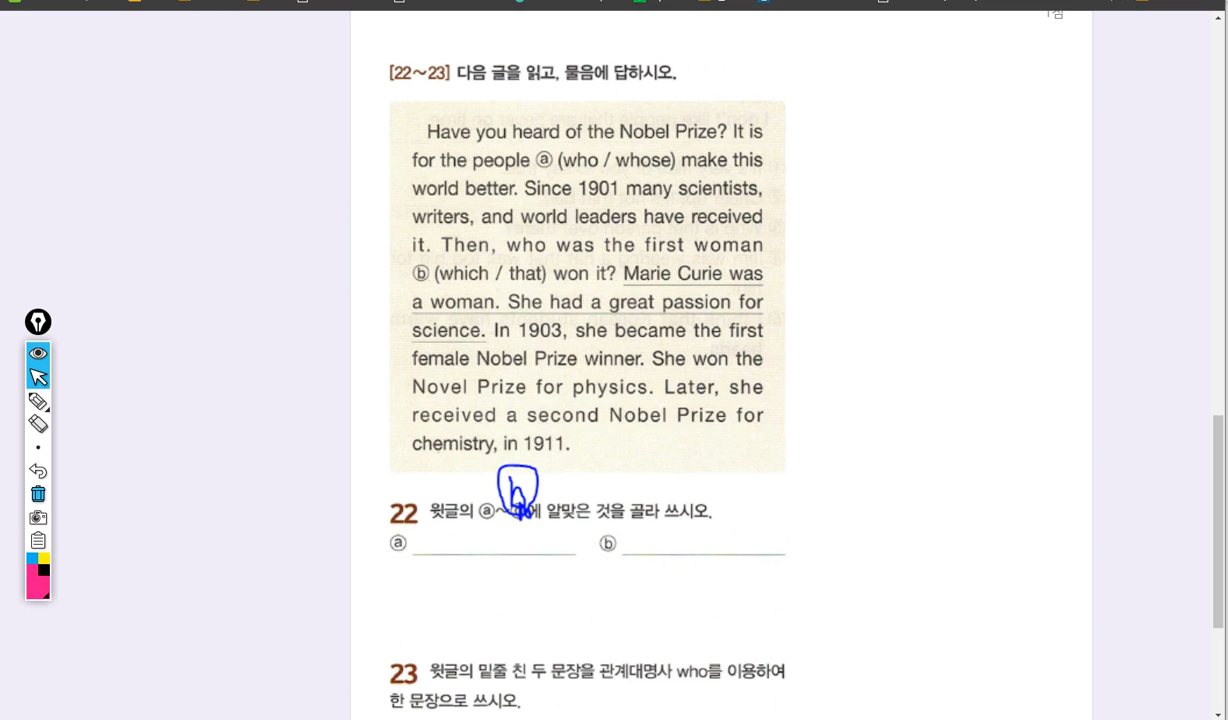 1점
[22~23] 다음 글을 읽고, 물음에 답하시오.
Have you heard of the Nobel Prize? It is
for the people ⓐ (who / whose) make this
world better. Since 1901 many scientists,
writers, and world leaders have received
it. Then, who was the first woman
ⓑ (which / that) won it? Marie Curie was
a woman. She had a great passion for
science. In 1903, she became the first
female Nobel Prize winner. She won the
Novel Prize for physics. Later, she
received a second Nobel Prize for
chemistry, in 1911.
b
22 윗글의 ⓐ~에 알맞은 것을 골라 쓰시오.
ⓐ ⓑ
23 윗글의 밑줄 친 두 문장을 관계대명사 who를 이용하여
한 문장으로 쓰시오.